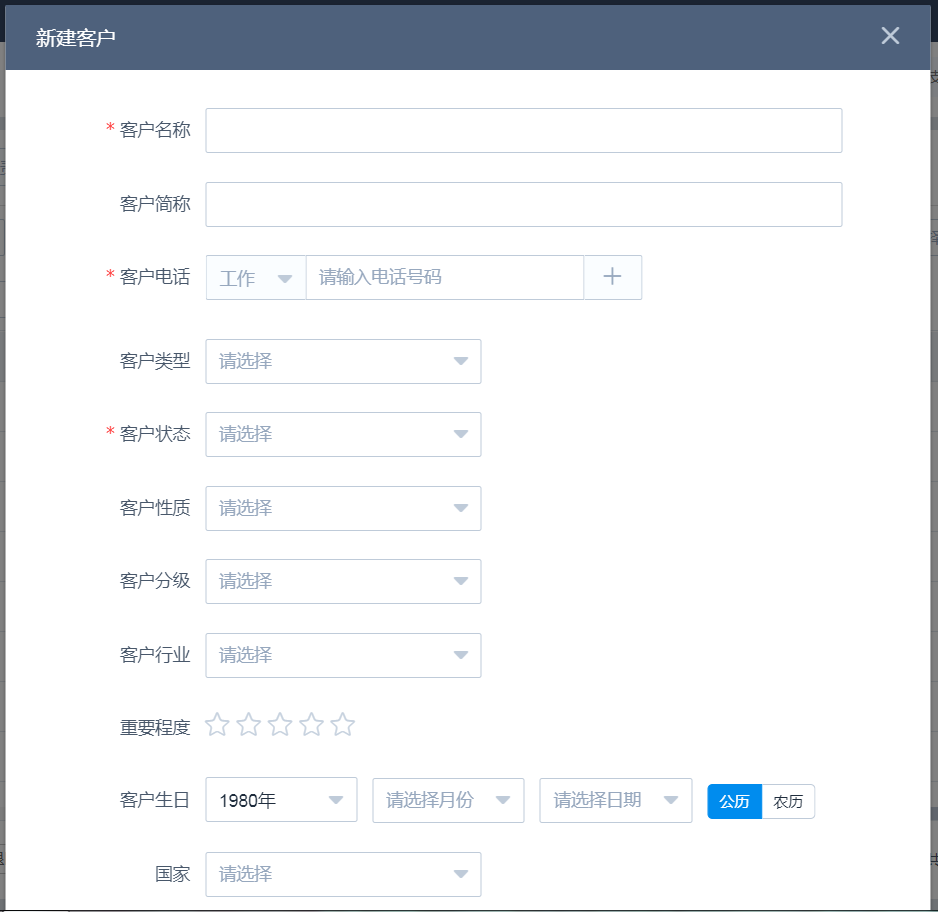 新建客户
* 客户名称
客户简称
* 客户电话 工作 请输入电话号码
客户类型 请选择
* 客户状态 请选择
客户性质 请选择
客户分级 请选择
客户行业 请选择
重要程度
客户生日 1980年 请选择月份 请选择日期 公历 农历
国家 请选择